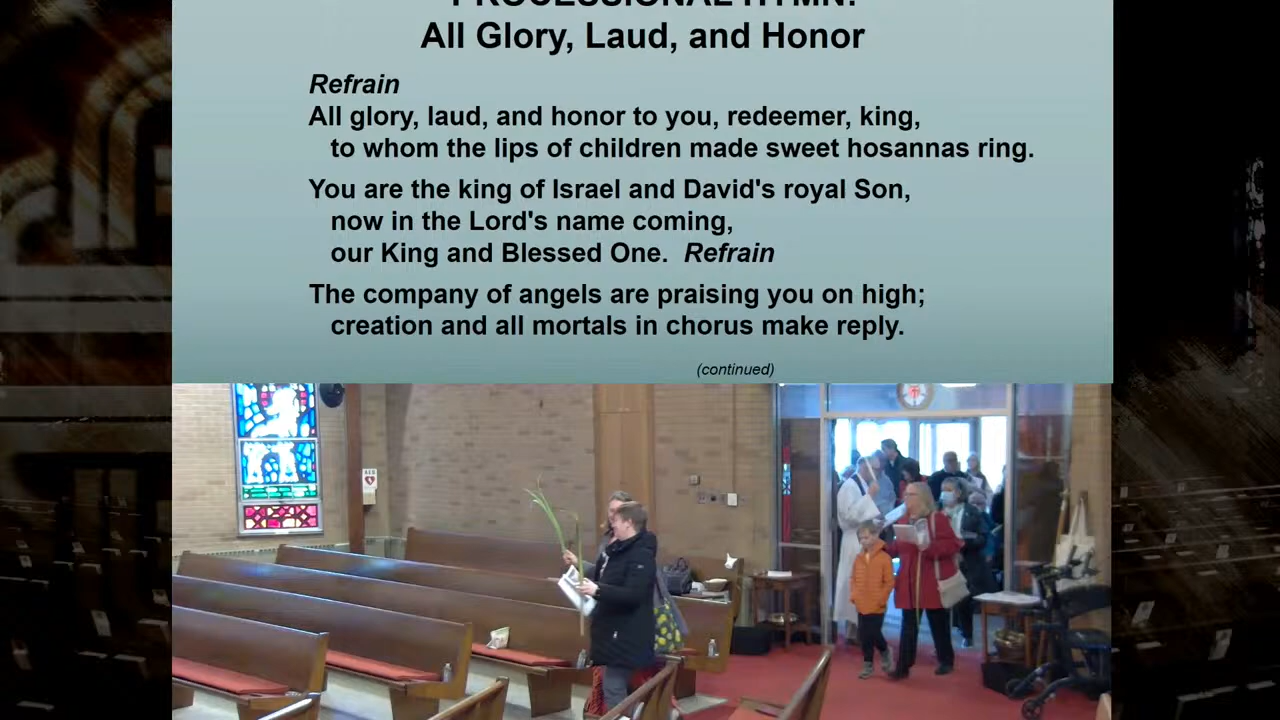 PROCESSIONAL HYMN:
All Glory, Laud, and Honor
Refrain
All glory, laud, and honor to you, redeemer, king,
to whom the lips of children made sweet hosannas ring.
You are the king of Israel and David's royal Son,
now in the Lord's name coming,
our King and Blessed One. Refrain
The company of angels are praising you on high;
creation and all mortals in chorus make reply.
(continued)
AED